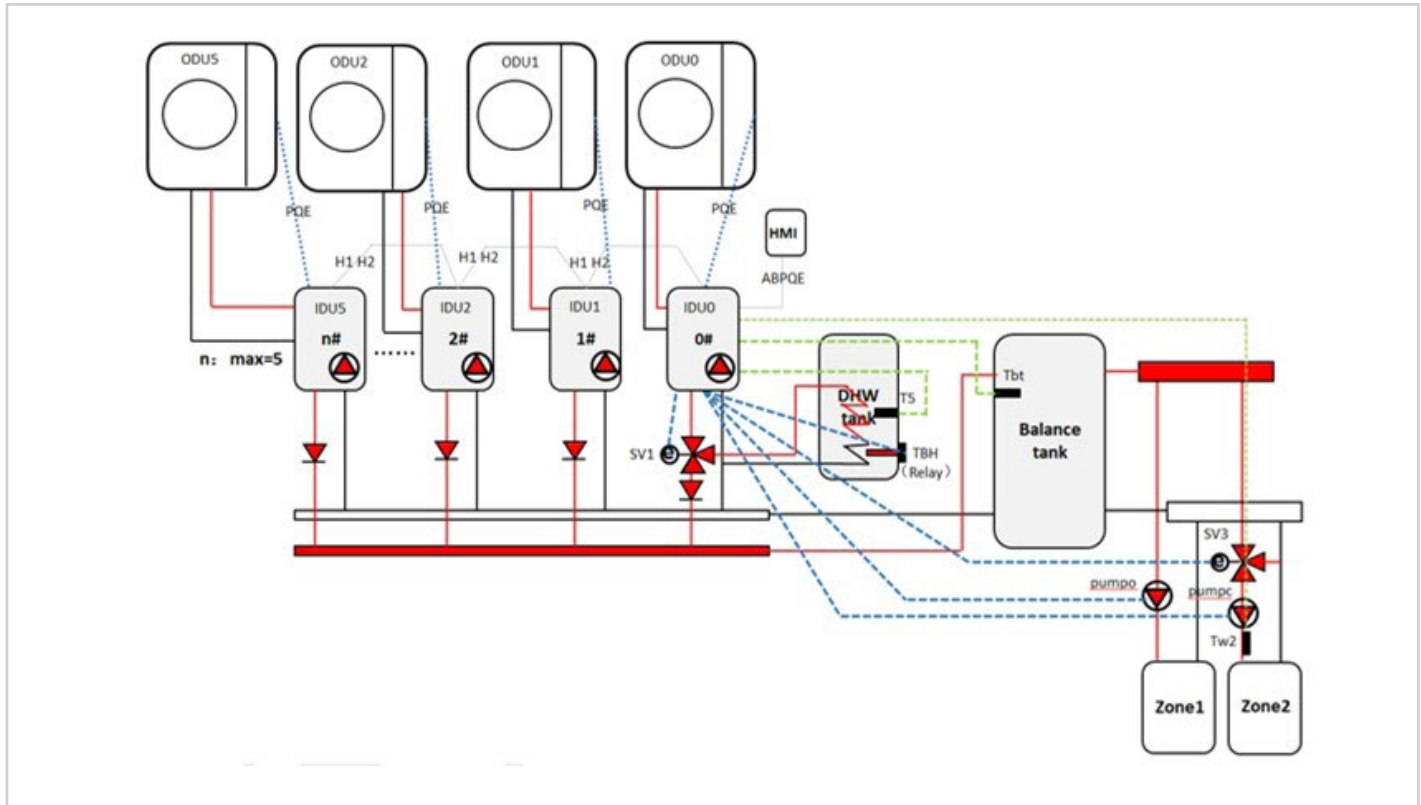 ODU5
ODU2
ODU1
ODU0
PQE
PQE
PQE
PQE
HMI
H1 H2
H1 H2
H1 H2
ABPQE
IDU5
IDU2
IDU1
IDU0
n#
2#
1#
0#
n: max=5
......
DHW
tank
T5
Tbt
Balance
tank
SV1
TBH
(Relay)
SV3
pumpo
pumpc
Tw2
Zone1
Zone2